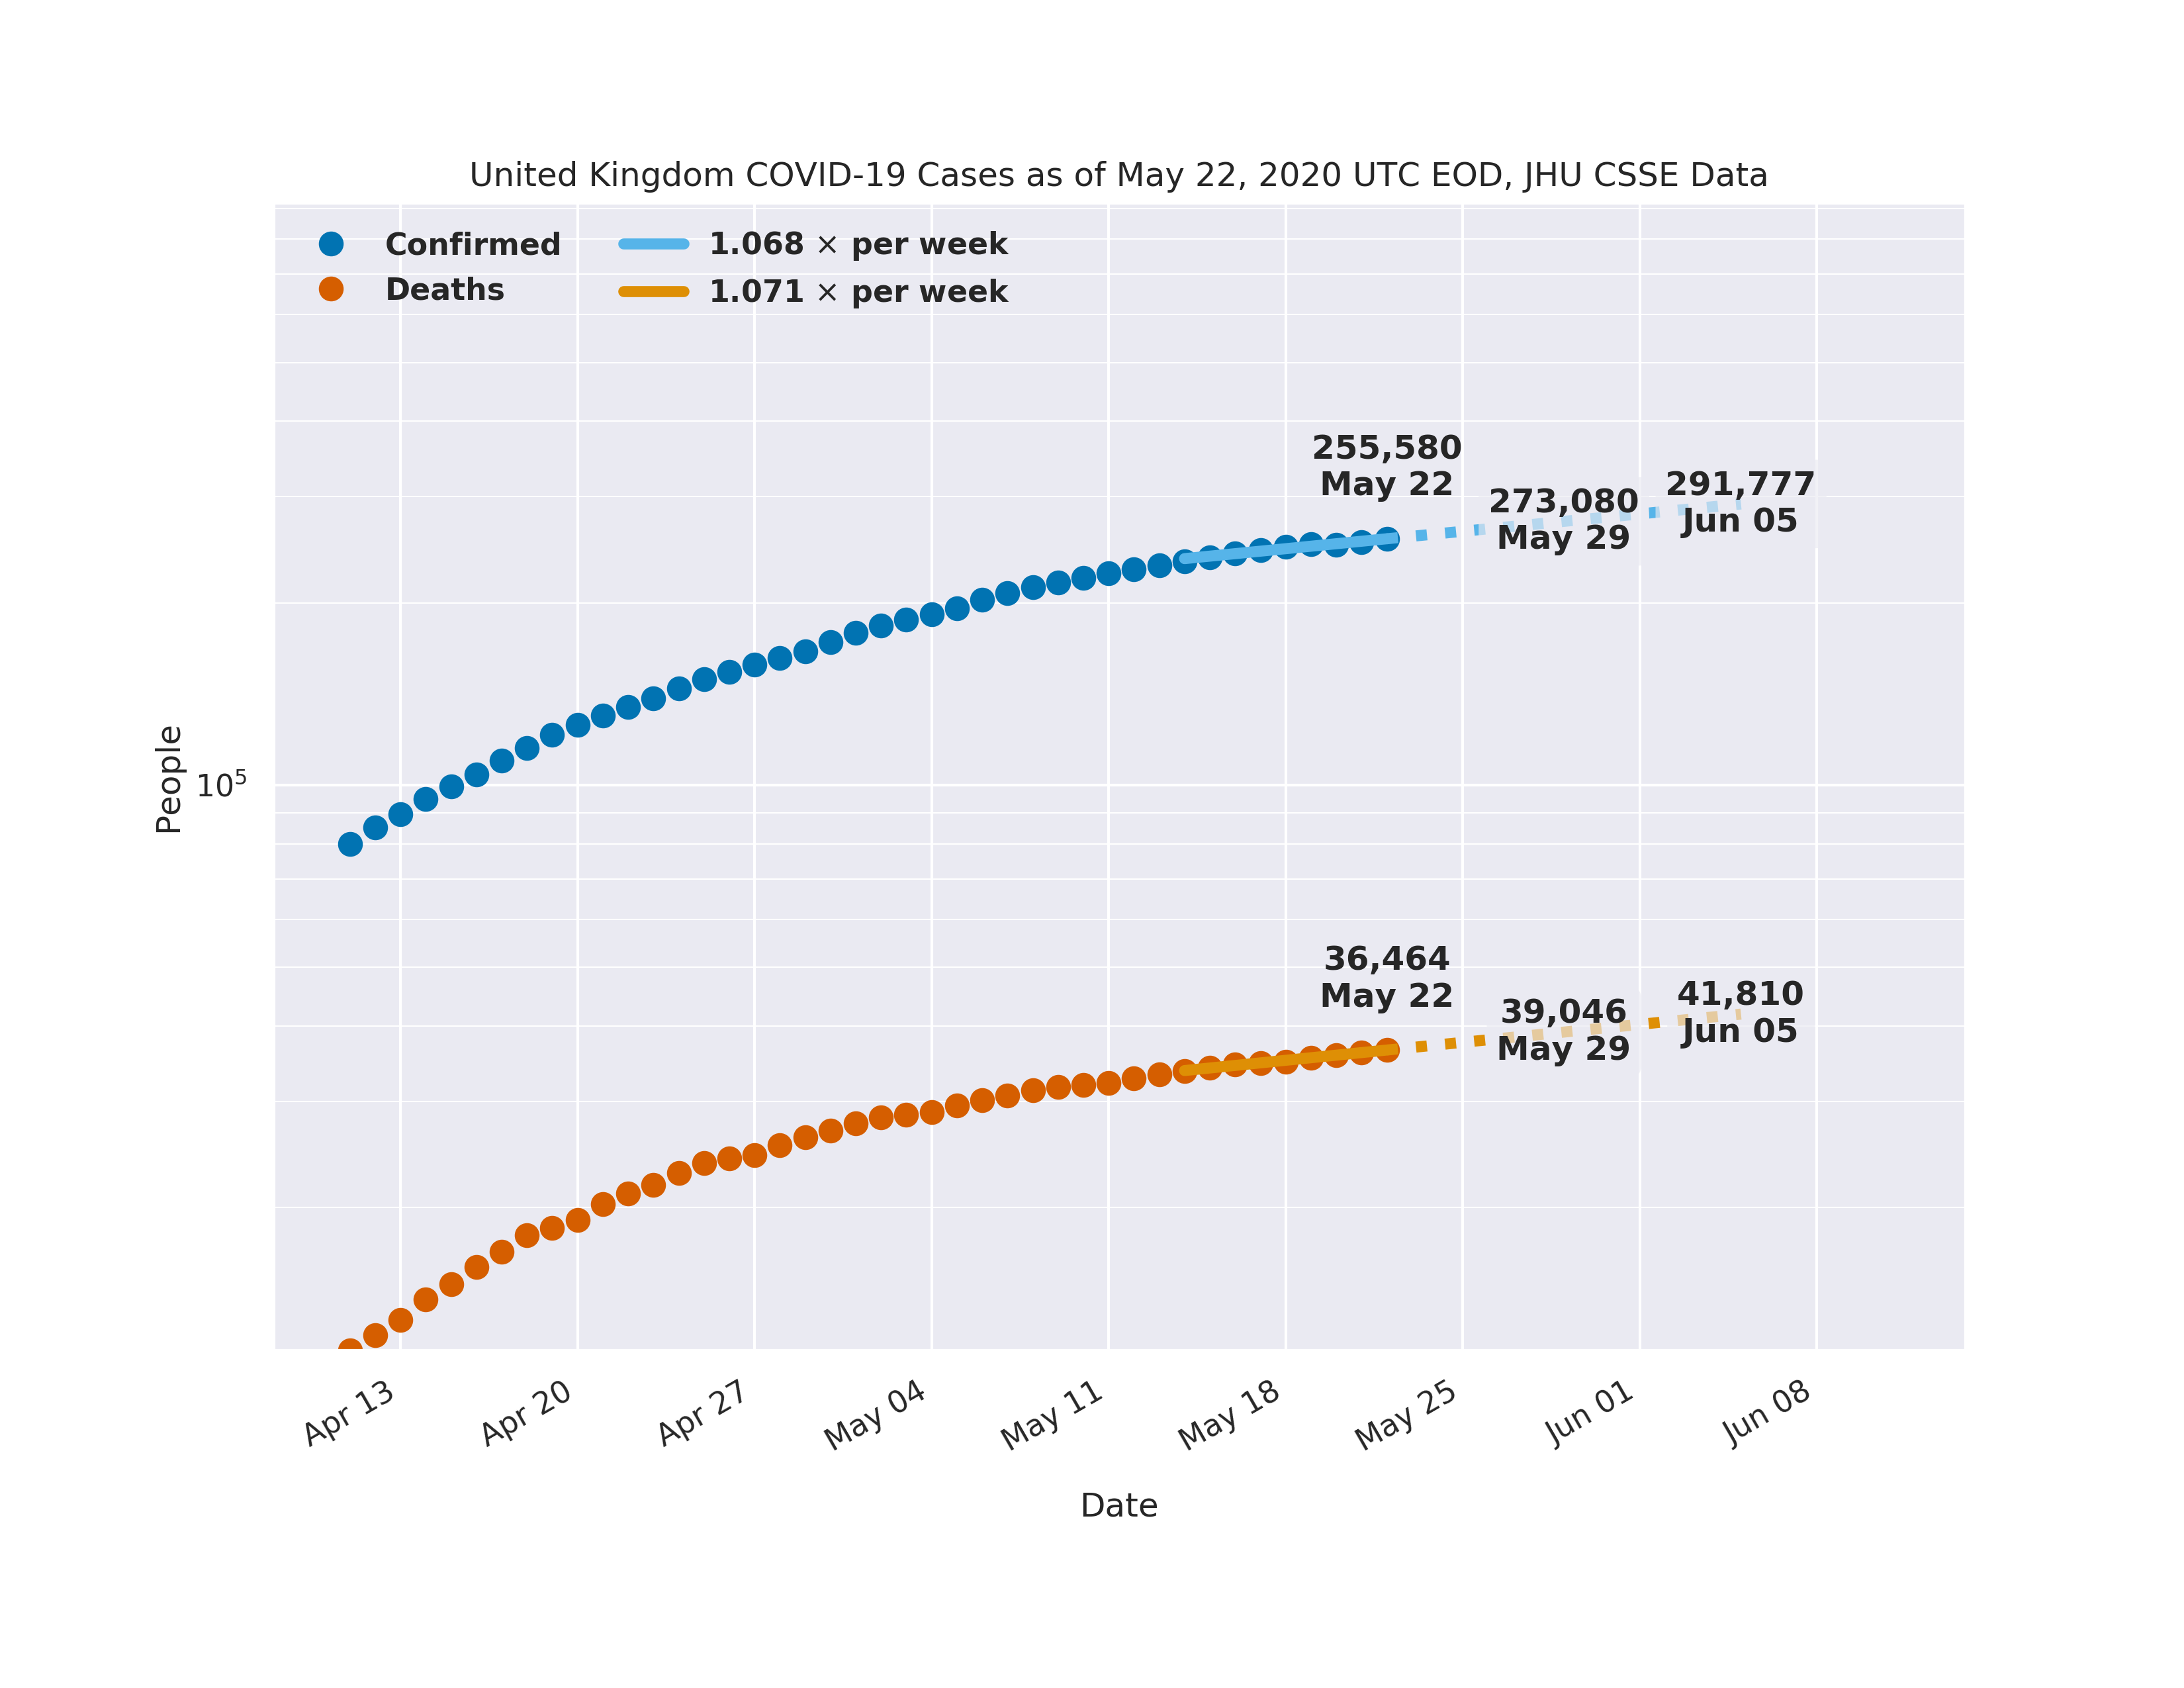 United Kingdom COVID-19 Cases as of May 22, 2020 UTC EOD, JHU CSSE Data
Confirmed
Deaths
1.068 × per week
1.071 × per week
255,580
May 22
273,080
May 29
291,777
Jun 05
People
10⁵
36,464
May 22
39,046
May 29
41,810
Jun 05
Apr 13
Apr 20
Apr 27
May 04
May 11
May 18
May 25
Jun 01
Jun 08
Date